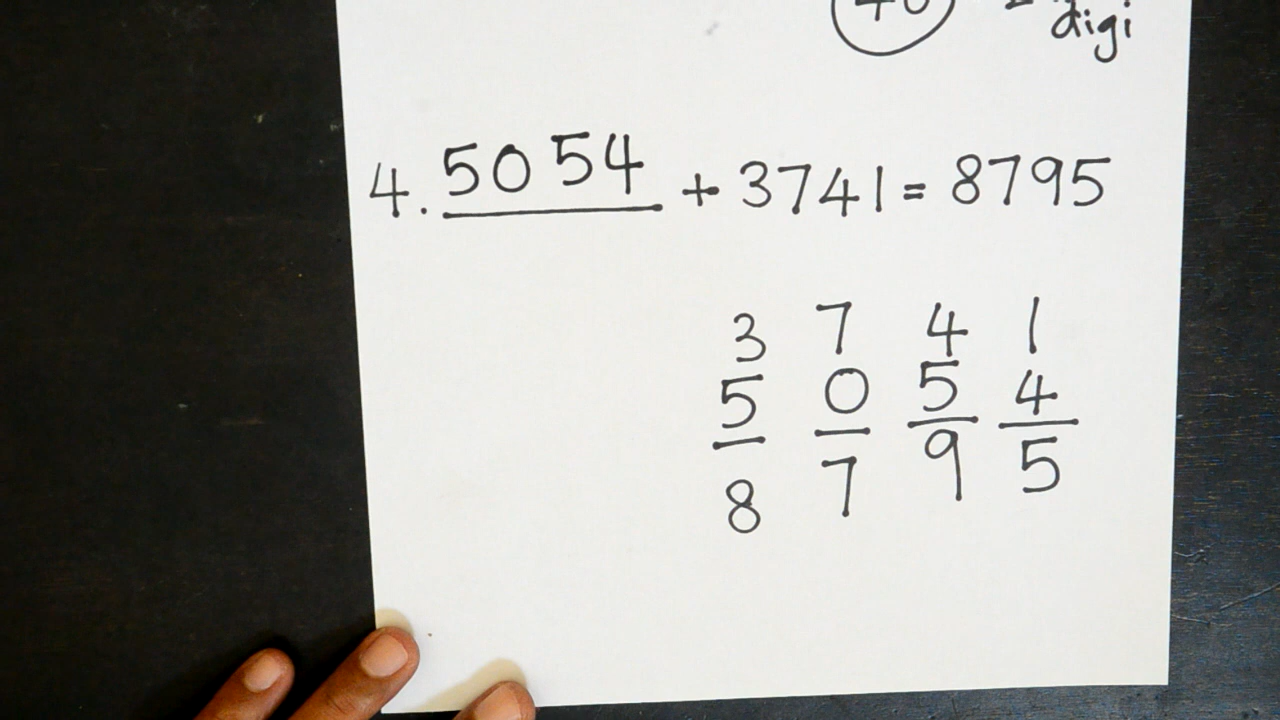 digi
4. 5054 + 3741 = 8795
3 7 4 1
5 0 5 4
8 7 9 5